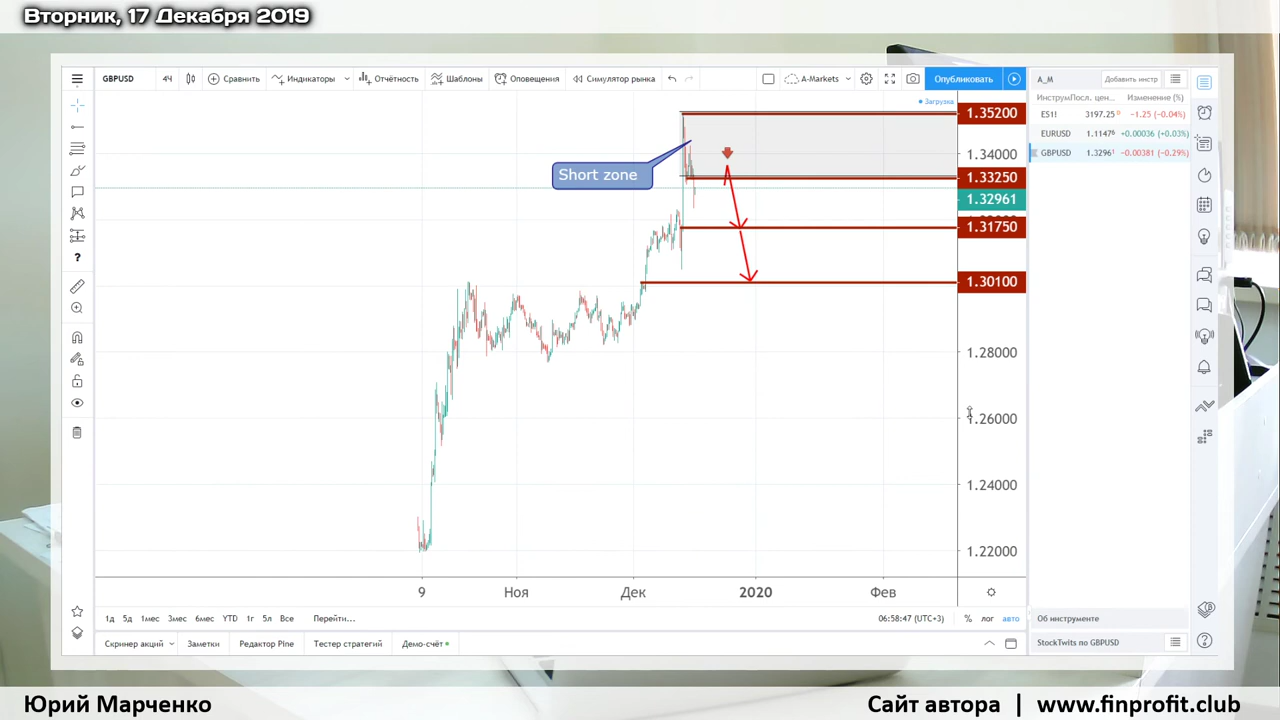 Вторник, 17 Декабря 2019
GBPUSD
4Ч
Сравнить
Индикаторы
Отчётность
Шаблоны
Оповещения
Симулятор рынка
A-Markets
Опубликовать
A_M
Добавить инстр
Инструм
Посл. цен...
Изменение (%)
ES1!
3197.25
−1.25 (−0.04%)
EURUSD
1.1147⁶
+0.00036 (+0.03%)
GBPUSD
1.3296¹
−0.00381 (−0.29%)
Загрузка
1.35200
1.34000
1.33250
1.32961
1.31750
1.30100
1.28000
1.26000
1.24000
1.22000
Short zone
9
Ноя
Дек
2020
Фев
1д
5д
1мес
3мес
6мес
YTD
1г
5л
Все
Перейти...
06:58:47 (UTC+3)
%
лог
авто
Об инструменте
Скринер акций
Заметки
Редактор Pine
Тестер стратегий
Демо-счёт
StockTwits по GBPUSD
Юрий Марченко
Сайт автора | www.finprofit.club